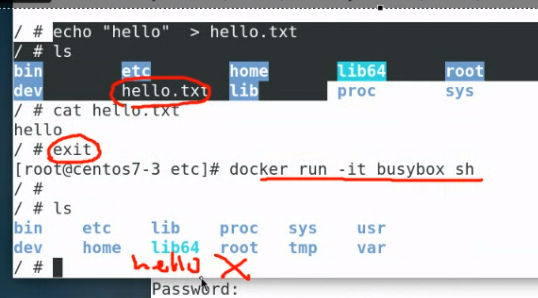 / # echo "hello"  > hello.txt
/ # ls
bin etc home lib64 root
dev hello.txt lib proc sys
/ # cat hello.txt
hello
/ # exit
[root@centos7-3 etc]# docker run -it busybox sh
/ #
/ # ls
bin etc lib proc sys usr
dev home lib64 root tmp var
/ #
hello X
Password: